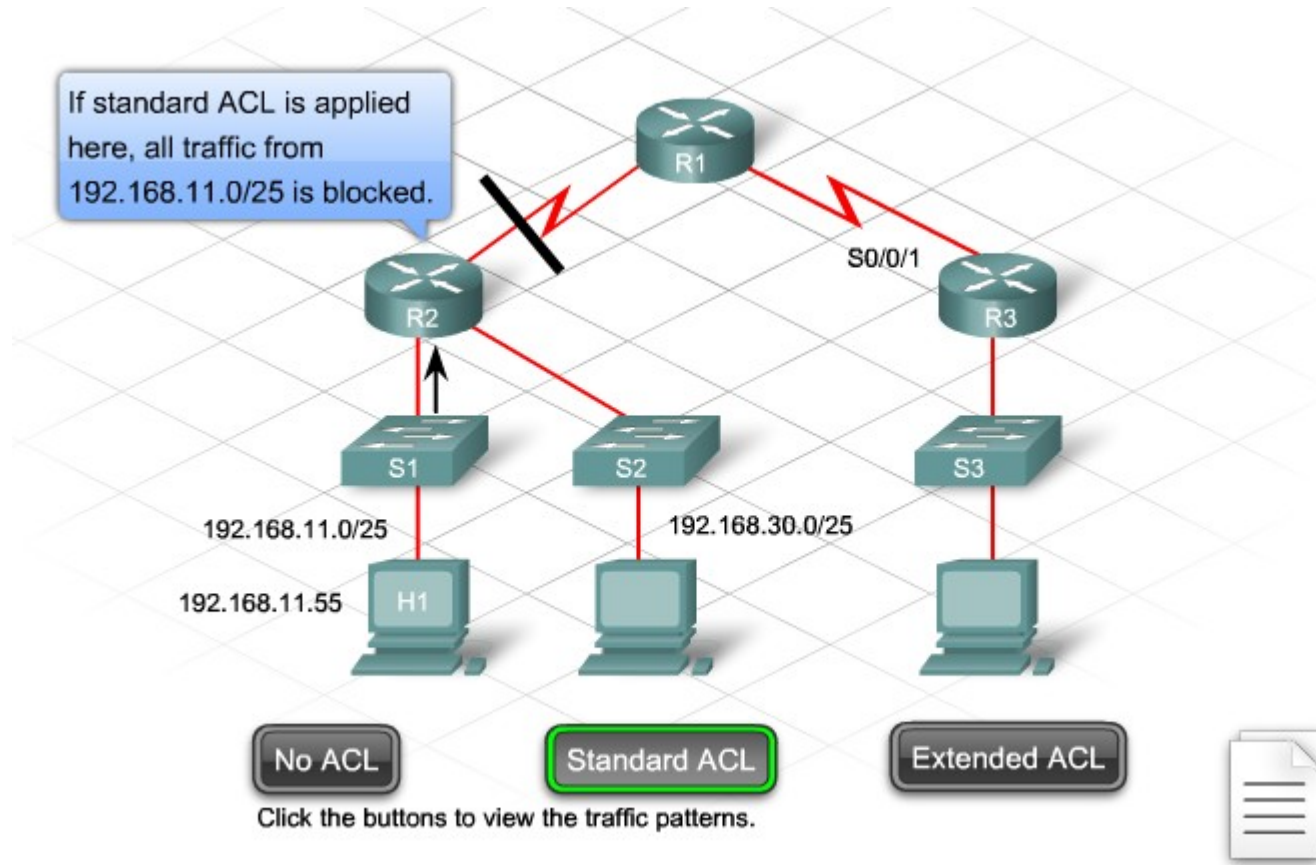 If standard ACL is applied
here, all traffic from
192.168.11.0/25 is blocked.
R1
S0/0/1
R2
R3
S1
S2
S3
192.168.11.0/25
192.168.30.0/25
192.168.11.55
H1
No ACL
Standard ACL
Extended ACL
Click the buttons to view the traffic patterns.